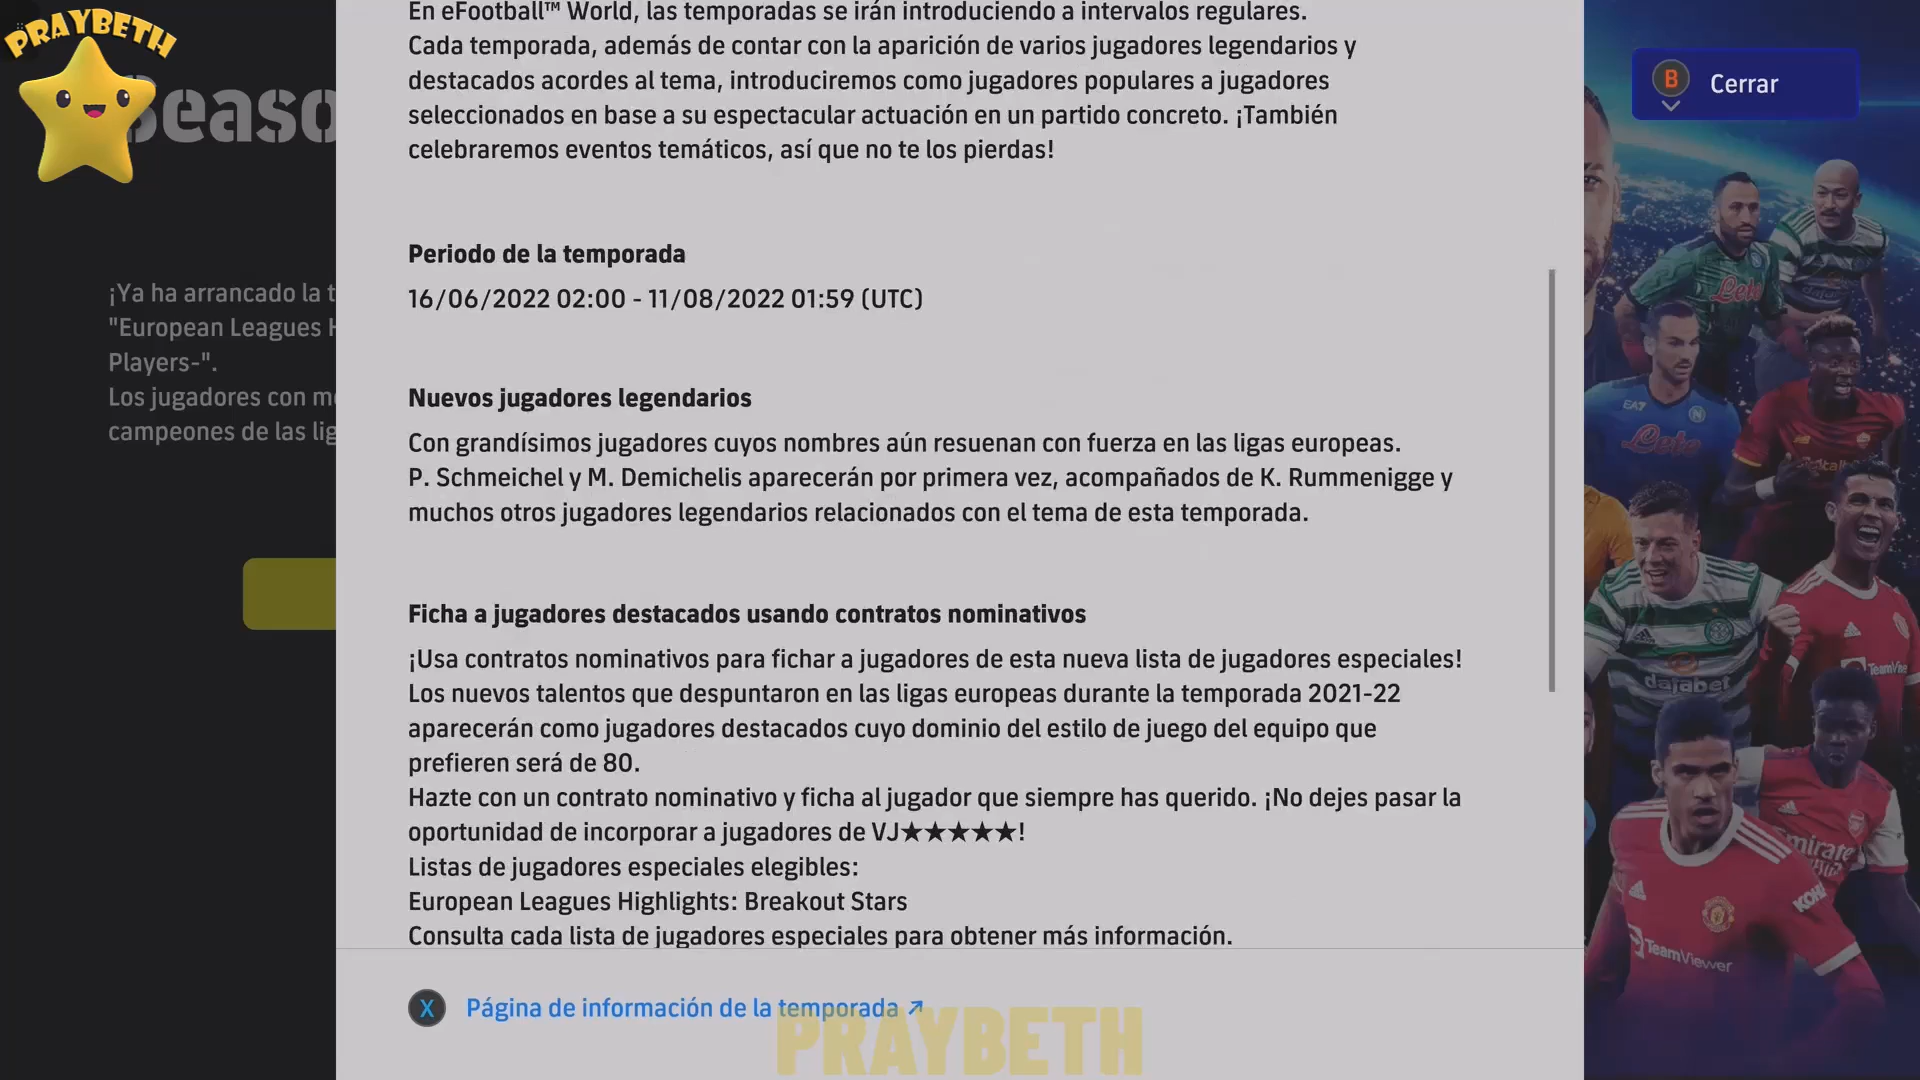 PRAYBETH
Seaso
¡Ya ha arrancado la t
"European Leagues H
Players-".
Los jugadores con m
campeones de las lig
En eFootball™ World, las temporadas se irán introduciendo a intervalos regulares.
Cada temporada, además de contar con la aparición de varios jugadores legendarios y
destacados acordes al tema, introduciremos como jugadores populares a jugadores
seleccionados en base a su espectacular actuación en un partido concreto. ¡También
celebraremos eventos temáticos, así que no te los pierdas!
Periodo de la temporada
16/06/2022 02:00 - 11/08/2022 01:59 (UTC)
Nuevos jugadores legendarios
Con grandísimos jugadores cuyos nombres aún resuenan con fuerza en las ligas europeas.
P. Schmeichel y M. Demichelis aparecerán por primera vez, acompañados de K. Rummenigge y
muchos otros jugadores legendarios relacionados con el tema de esta temporada.
Ficha a jugadores destacados usando contratos nominativos
¡Usa contratos nominativos para fichar a jugadores de esta nueva lista de jugadores especiales!
Los nuevos talentos que despuntaron en las ligas europeas durante la temporada 2021-22
aparecerán como jugadores destacados cuyo dominio del estilo de juego del equipo que
prefieren será de 80.
Hazte con un contrato nominativo y ficha al jugador que siempre has querido. ¡No dejes pasar la
oportunidad de incorporar a jugadores de VJ★★★★★!
Listas de jugadores especiales elegibles:
European Leagues Highlights: Breakout Stars
Consulta cada lista de jugadores especiales para obtener más información.
X Página de información de la temporada ↗
PRAYBETH
B Cerrar
Lete
EA7
Lete
dafabet
TeamView
KOHL
TeamViewer